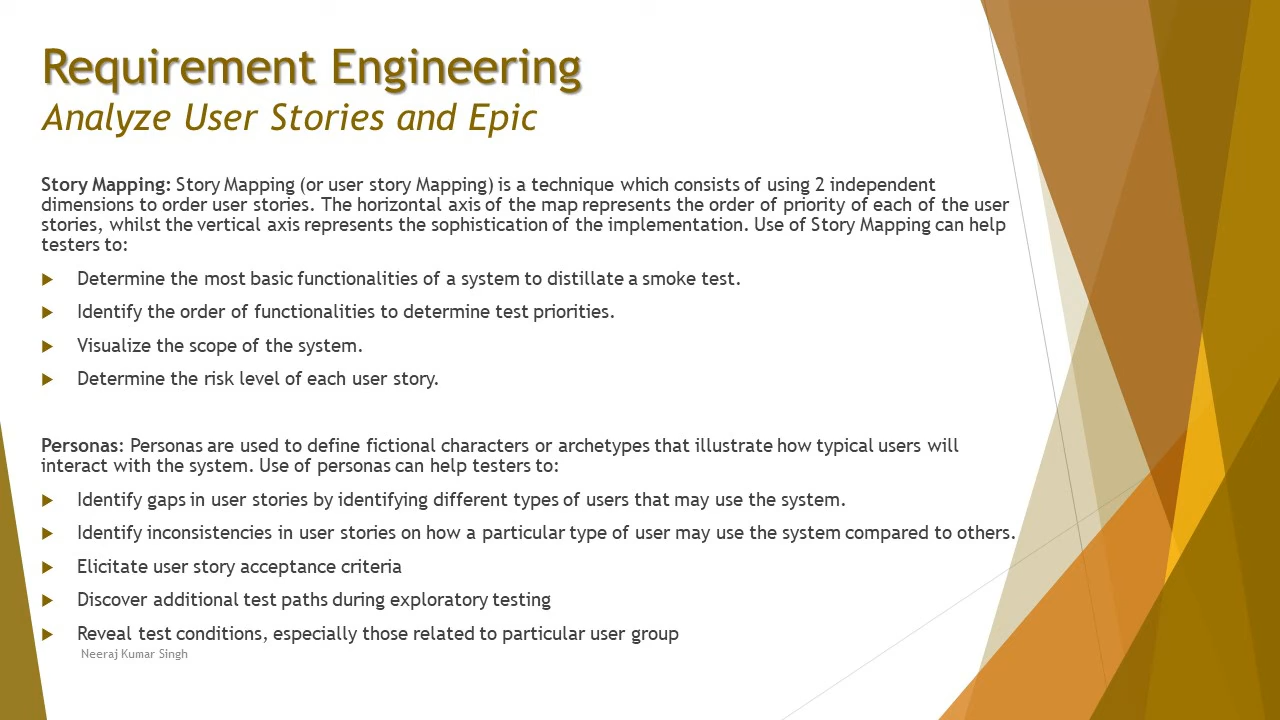 Requirement Engineering
Analyze User Stories and Epic
Story Mapping: Story Mapping (or user story Mapping) is a technique which consists of using 2 independent
dimensions to order user stories. The horizontal axis of the map represents the order of priority of each of the user
stories, whilst the vertical axis represents the sophistication of the implementation. Use of Story Mapping can help
testers to:
Determine the most basic functionalities of a system to distillate a smoke test.
Identify the order of functionalities to determine test priorities.
Visualize the scope of the system.
Determine the risk level of each user story.
Personas: Personas are used to define fictional characters or archetypes that illustrate how typical users will
interact with the system. Use of personas can help testers to:
Identify gaps in user stories by identifying different types of users that may use the system.
Identify inconsistencies in user stories on how a particular type of user may use the system compared to others.
Elicitate user story acceptance criteria
Discover additional test paths during exploratory testing
Reveal test conditions, especially those related to particular user group
Neeraj Kumar Singh